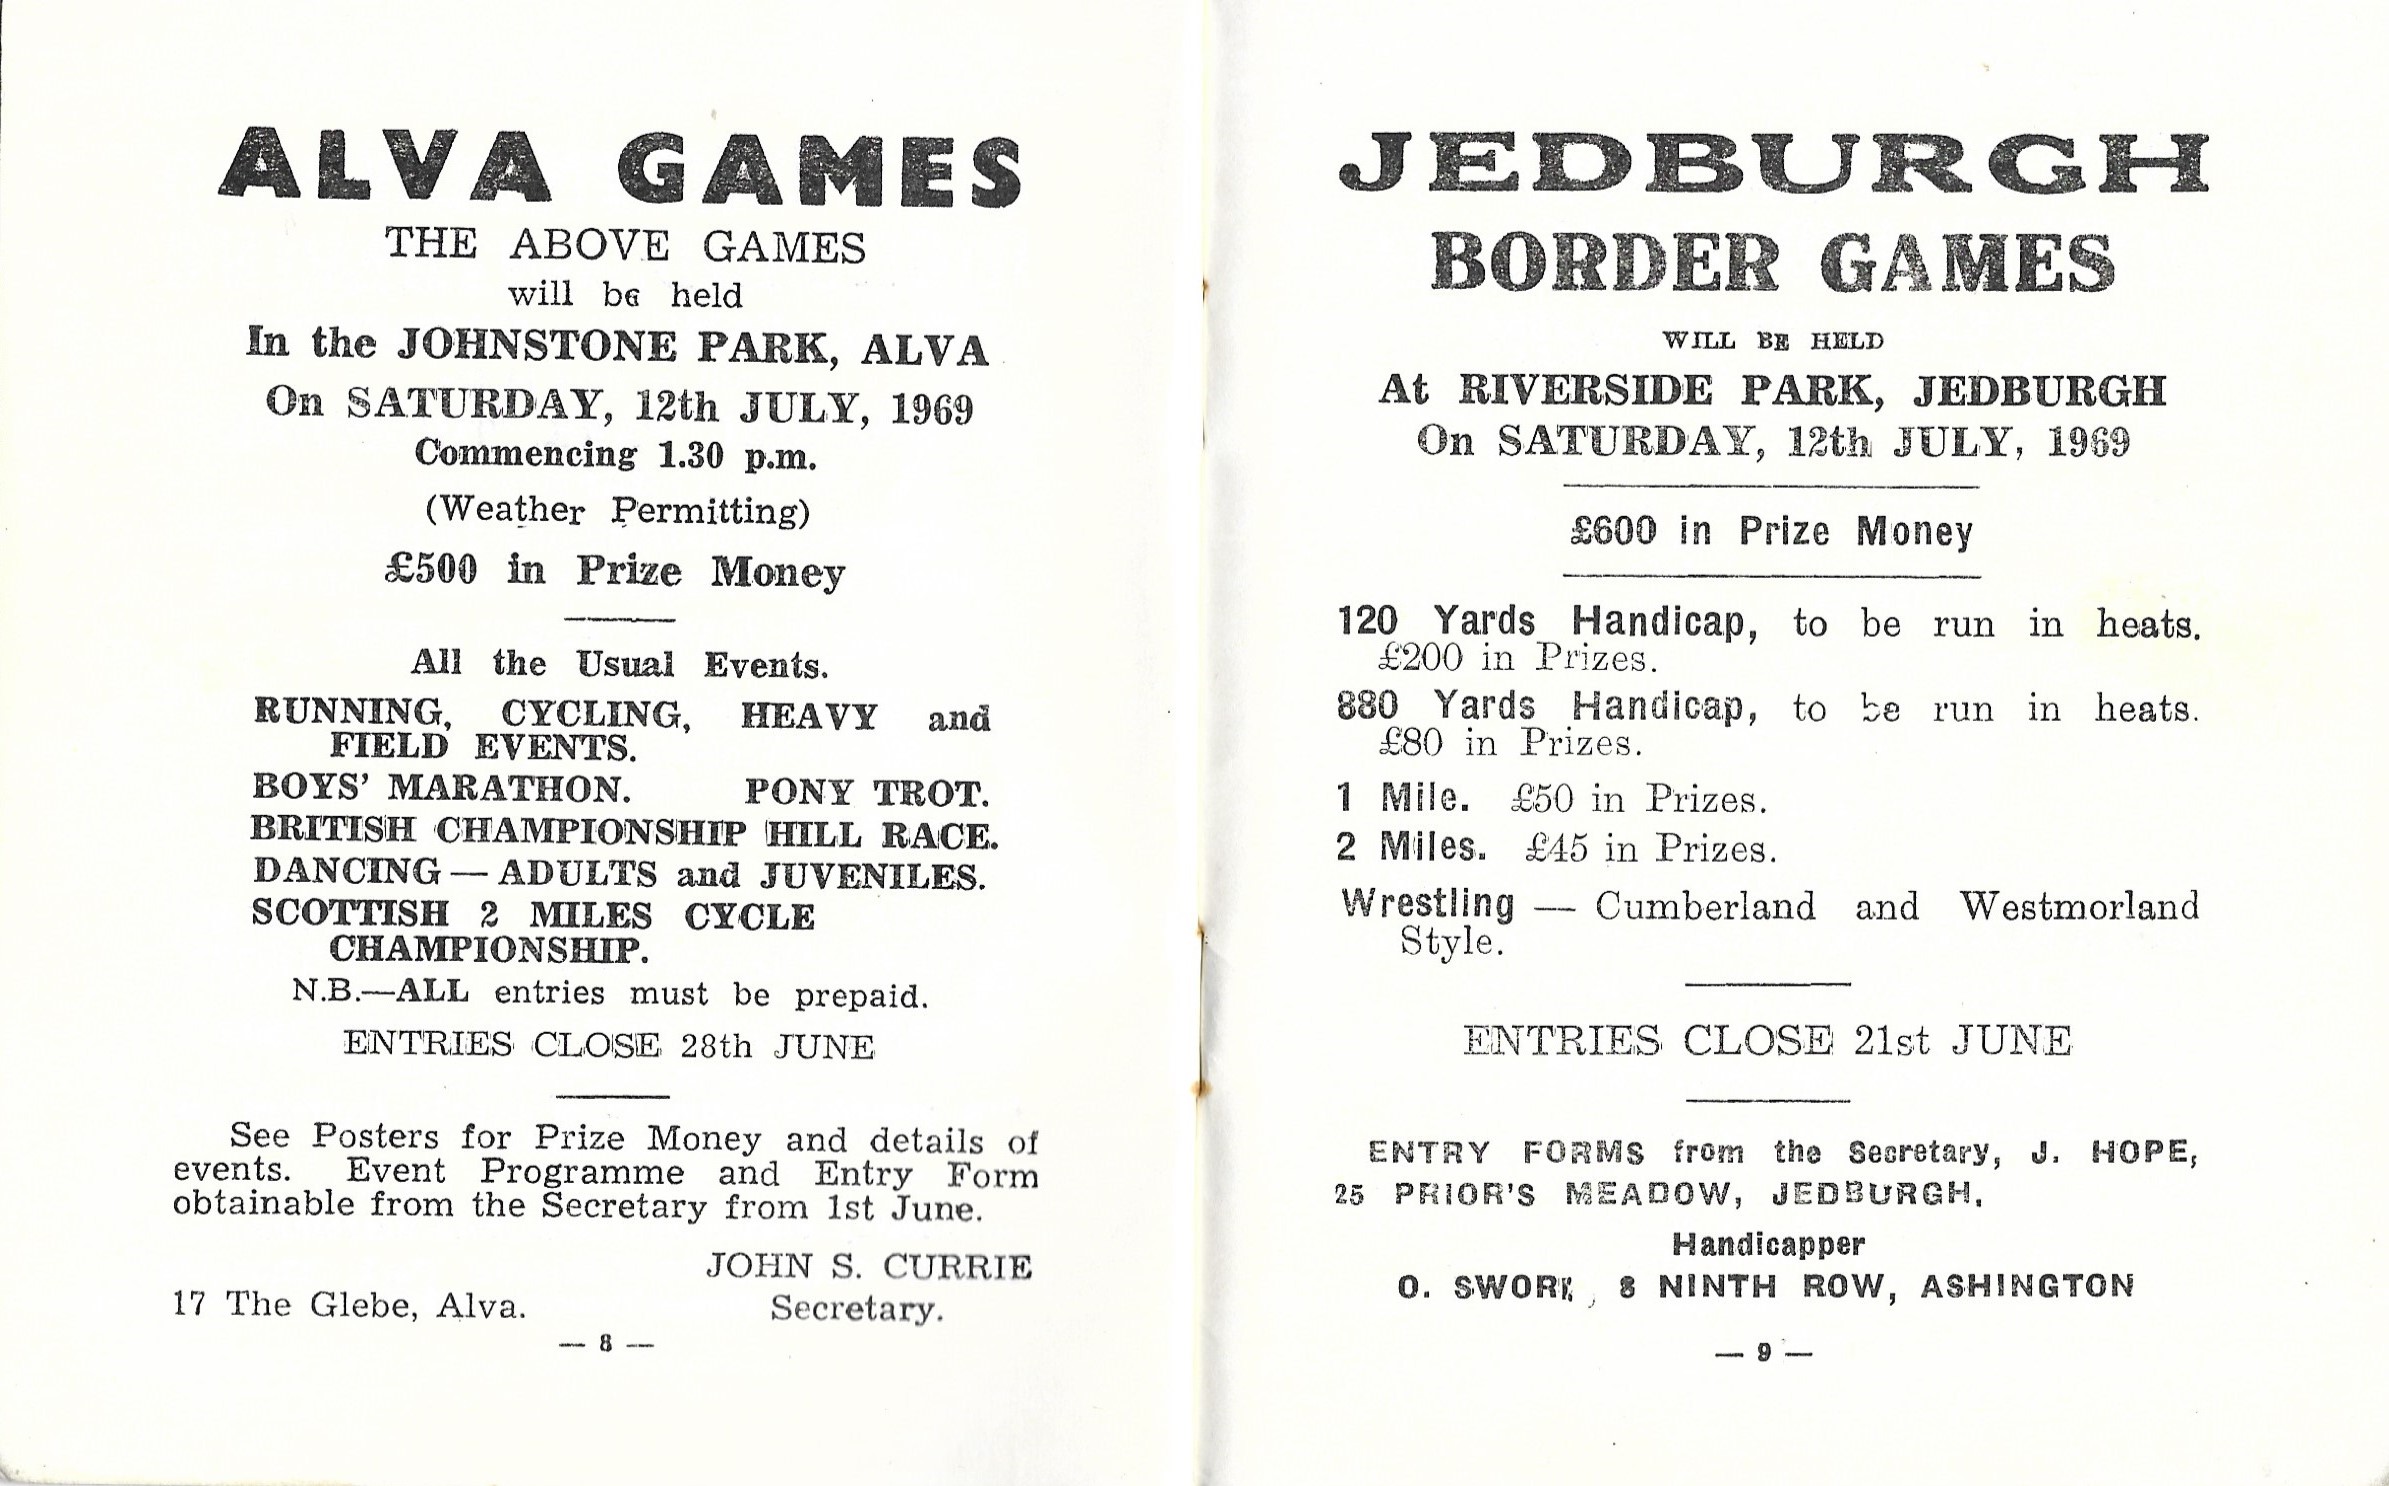 ALVA GAMES
THE ABOVE GAMES
will be held
In the JOHNSTONE PARK, ALVA
On SATURDAY, 12th JULY, 1969
Commencing 1.30 p.m.
(Weather Permitting)
£500 in Prize Money
All the Usual Events.
RUNNING, CYCLING, HEAVY and
FIELD EVENTS.
BOYS' MARATHON. PONY TROT.
BRITISH CHAMPIONSHIP HILL RACE.
DANCING — ADULTS and JUVENILES.
SCOTTISH 2 MILES CYCLE
CHAMPIONSHIP.
N.B.—ALL entries must be prepaid.
ENTRIES CLOSE 28th JUNE
See Posters for Prize Money and details of
events. Event Programme and Entry Form
obtainable from the Secretary from 1st June.
JOHN S. CURRIE
17 The Glebe, Alva. Secretary.
— 8 —
JEDBURGH
BORDER GAMES
WILL BE HELD
At RIVERSIDE PARK, JEDBURGH
On SATURDAY, 12th JULY, 1969
£600 in Prize Money
120 Yards Handicap, to be run in heats.
£200 in Prizes.
880 Yards Handicap, to be run in heats.
£80 in Prizes.
1 Mile. £50 in Prizes.
2 Miles. £45 in Prizes.
Wrestling — Cumberland and Westmorland
Style.
ENTRIES CLOSE 21st JUNE
ENTRY FORMS from the Secretary, J. HOPE,
25 PRIOR'S MEADOW, JEDBURGH.
Handicapper
O. , 8 NINTH ROW, ASHINGTON
— 9 —